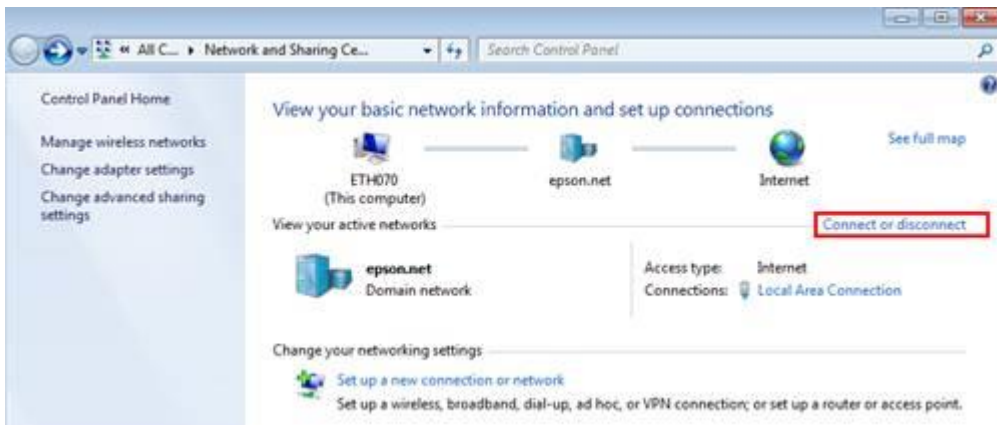 All C... Network and Sharing Ce... Search Control Panel
Control Panel Home
Manage wireless networks
Change adapter settings
Change advanced sharing
settings
View your basic network information and set up connections
See full map
ETH070
(This computer)
epson.net
Internet
View your active networks
Connect or disconnect
epson.net
Domain network
Access type: Internet
Connections: Local Area Connection
Change your networking settings
Set up a new connection or network
Set up a wireless, broadband, dial-up, ad hoc, or VPN connection; or set up a router or access point.